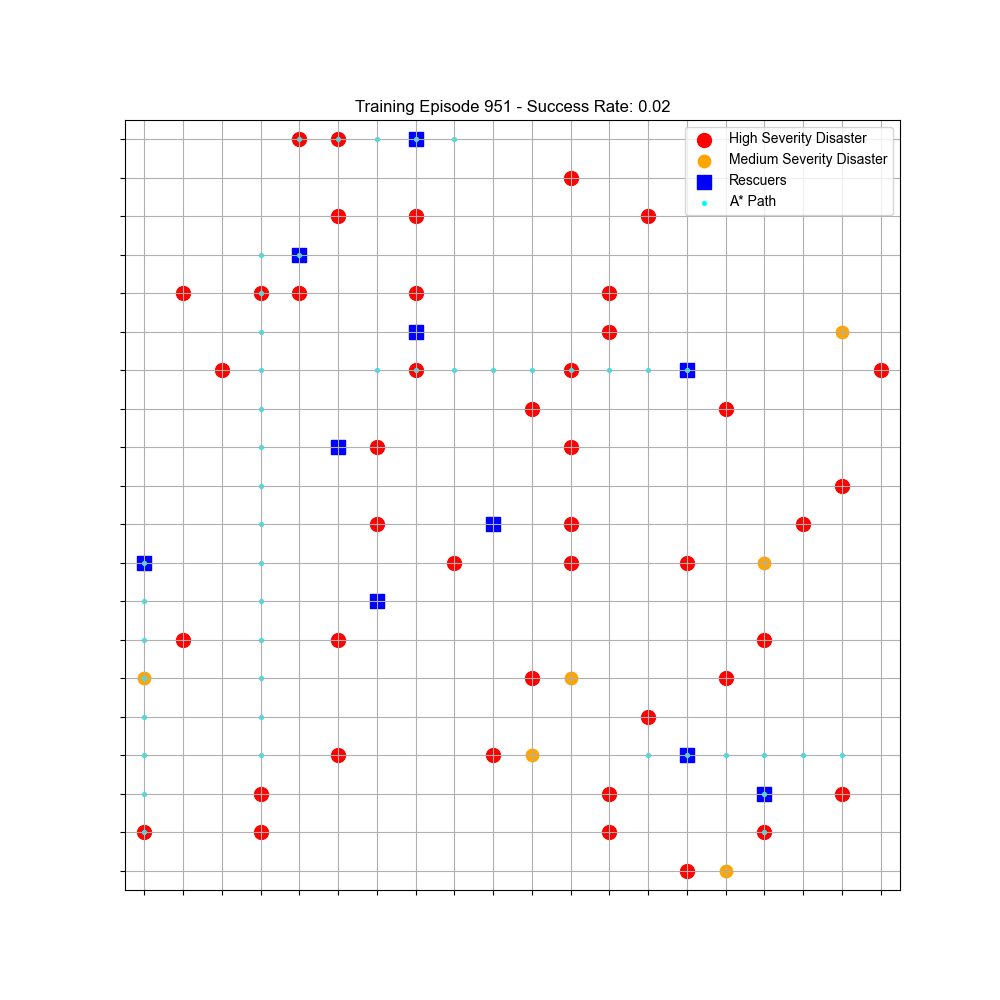 Training Episode 951 - Success Rate: 0.02
High Severity Disaster
Medium Severity Disaster
Rescuers
A* Path